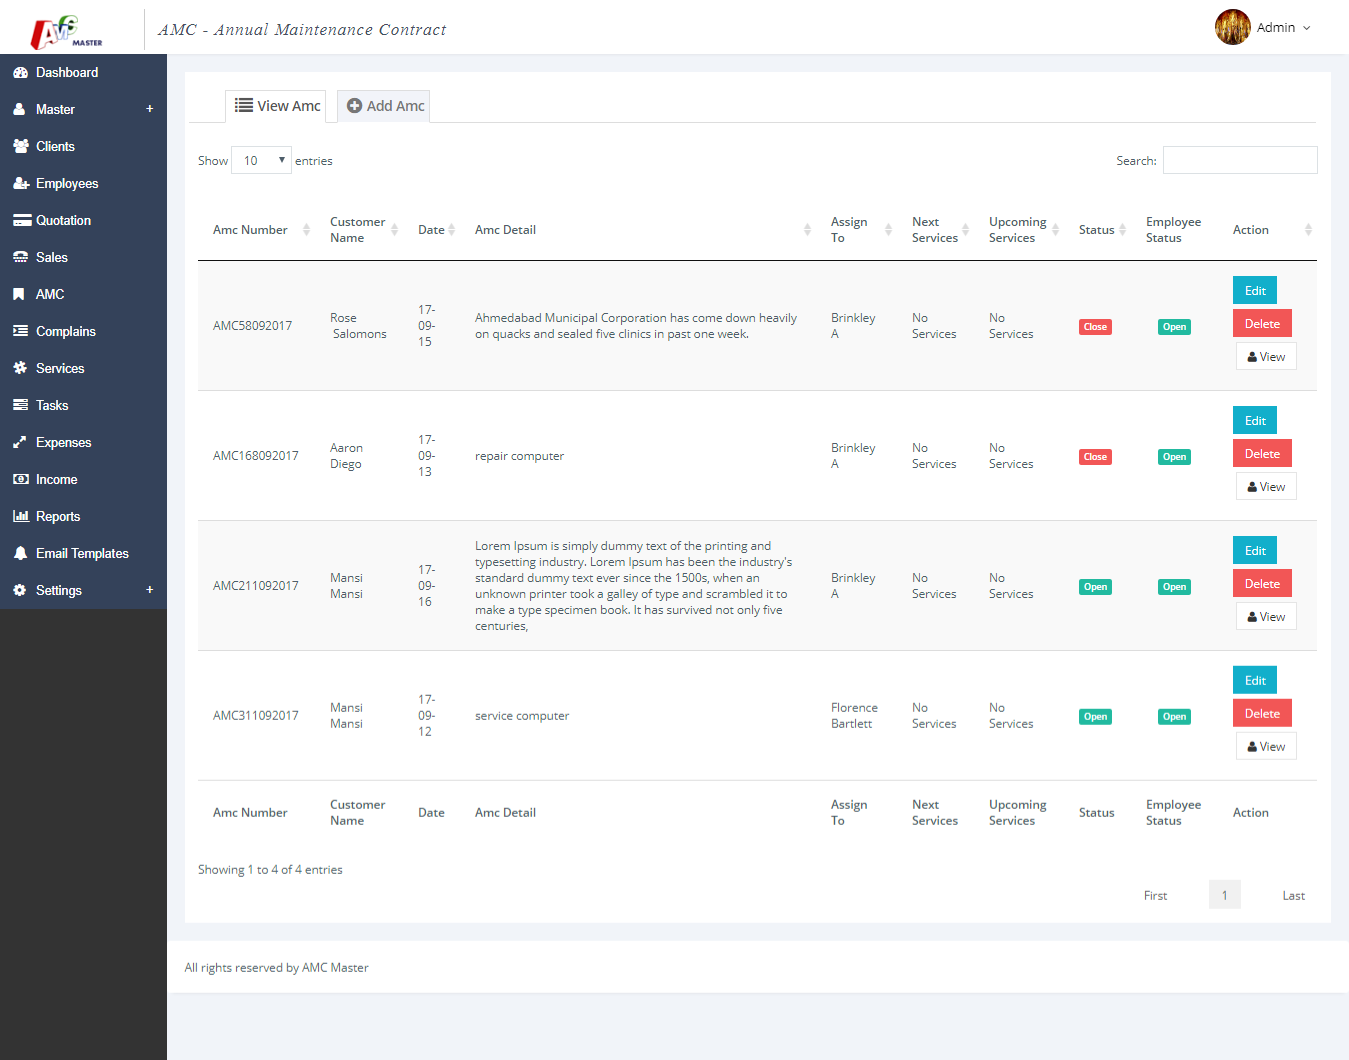 AMC MASTER
AMC - Annual Maintenance Contract
Admin
Dashboard
Master +
Clients
Employees
Quotation
Sales
AMC
Complains
Services
Tasks
Expenses
Income
Reports
Email Templates
Settings +
View Amc Add Amc
Show 10 entries Search:
Amc Number Customer Name Date Amc Detail Assign To Next Services Upcoming Services Status Employee Status Action
AMC58092017 Rose Salomons 17-09-15 Ahmedabad Municipal Corporation has come down heavily
on quacks and sealed five clinics in past one week. Brinkley A No Services No Services Close Open Edit
Delete
View
AMC168092017 Aaron Diego 17-09-13 repair computer Brinkley A No Services No Services Close Open Edit
Delete
View
AMC211092017 Mansi Mansi 17-09-16 Lorem Ipsum is simply dummy text of the printing and
typesetting industry. Lorem Ipsum has been the industry's
standard dummy text ever since the 1500s, when an
unknown printer took a galley of type and scrambled it to
make a type specimen book. It has survived not only five
centuries, Brinkley A No Services No Services Open Open Edit
Delete
View
AMC311092017 Mansi Mansi 17-09-12 service computer Florence Bartlett No Services No Services Open Open Edit
Delete
View
Amc Number Customer Name Date Amc Detail Assign To Next Services Upcoming Services Status Employee Status Action
Showing 1 to 4 of 4 entries
First 1 Last
All rights reserved by AMC Master